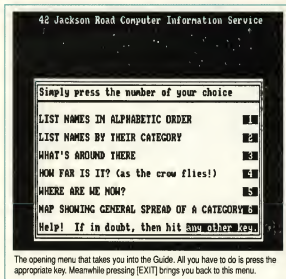 42 Jackson Road Computer Information Service
Simply press the number of your choice
LIST NAMES IN ALPHABETIC ORDER 1
LIST NAMES BY THEIR CATEGORY 2
WHAT'S AROUND THERE 3
HOW FAR IS IT? (as the crow flies!) 4
WHERE ARE WE NOW? 5
MAP SHOWING GENERAL SPREAD OF A CATEGORY 6
Help! If in doubt, then hit any other key.
The opening menu that takes you into the Guide. All you have to do is press the
appropriate key. Meanwhile pressing [EXIT] brings you back to this menu.